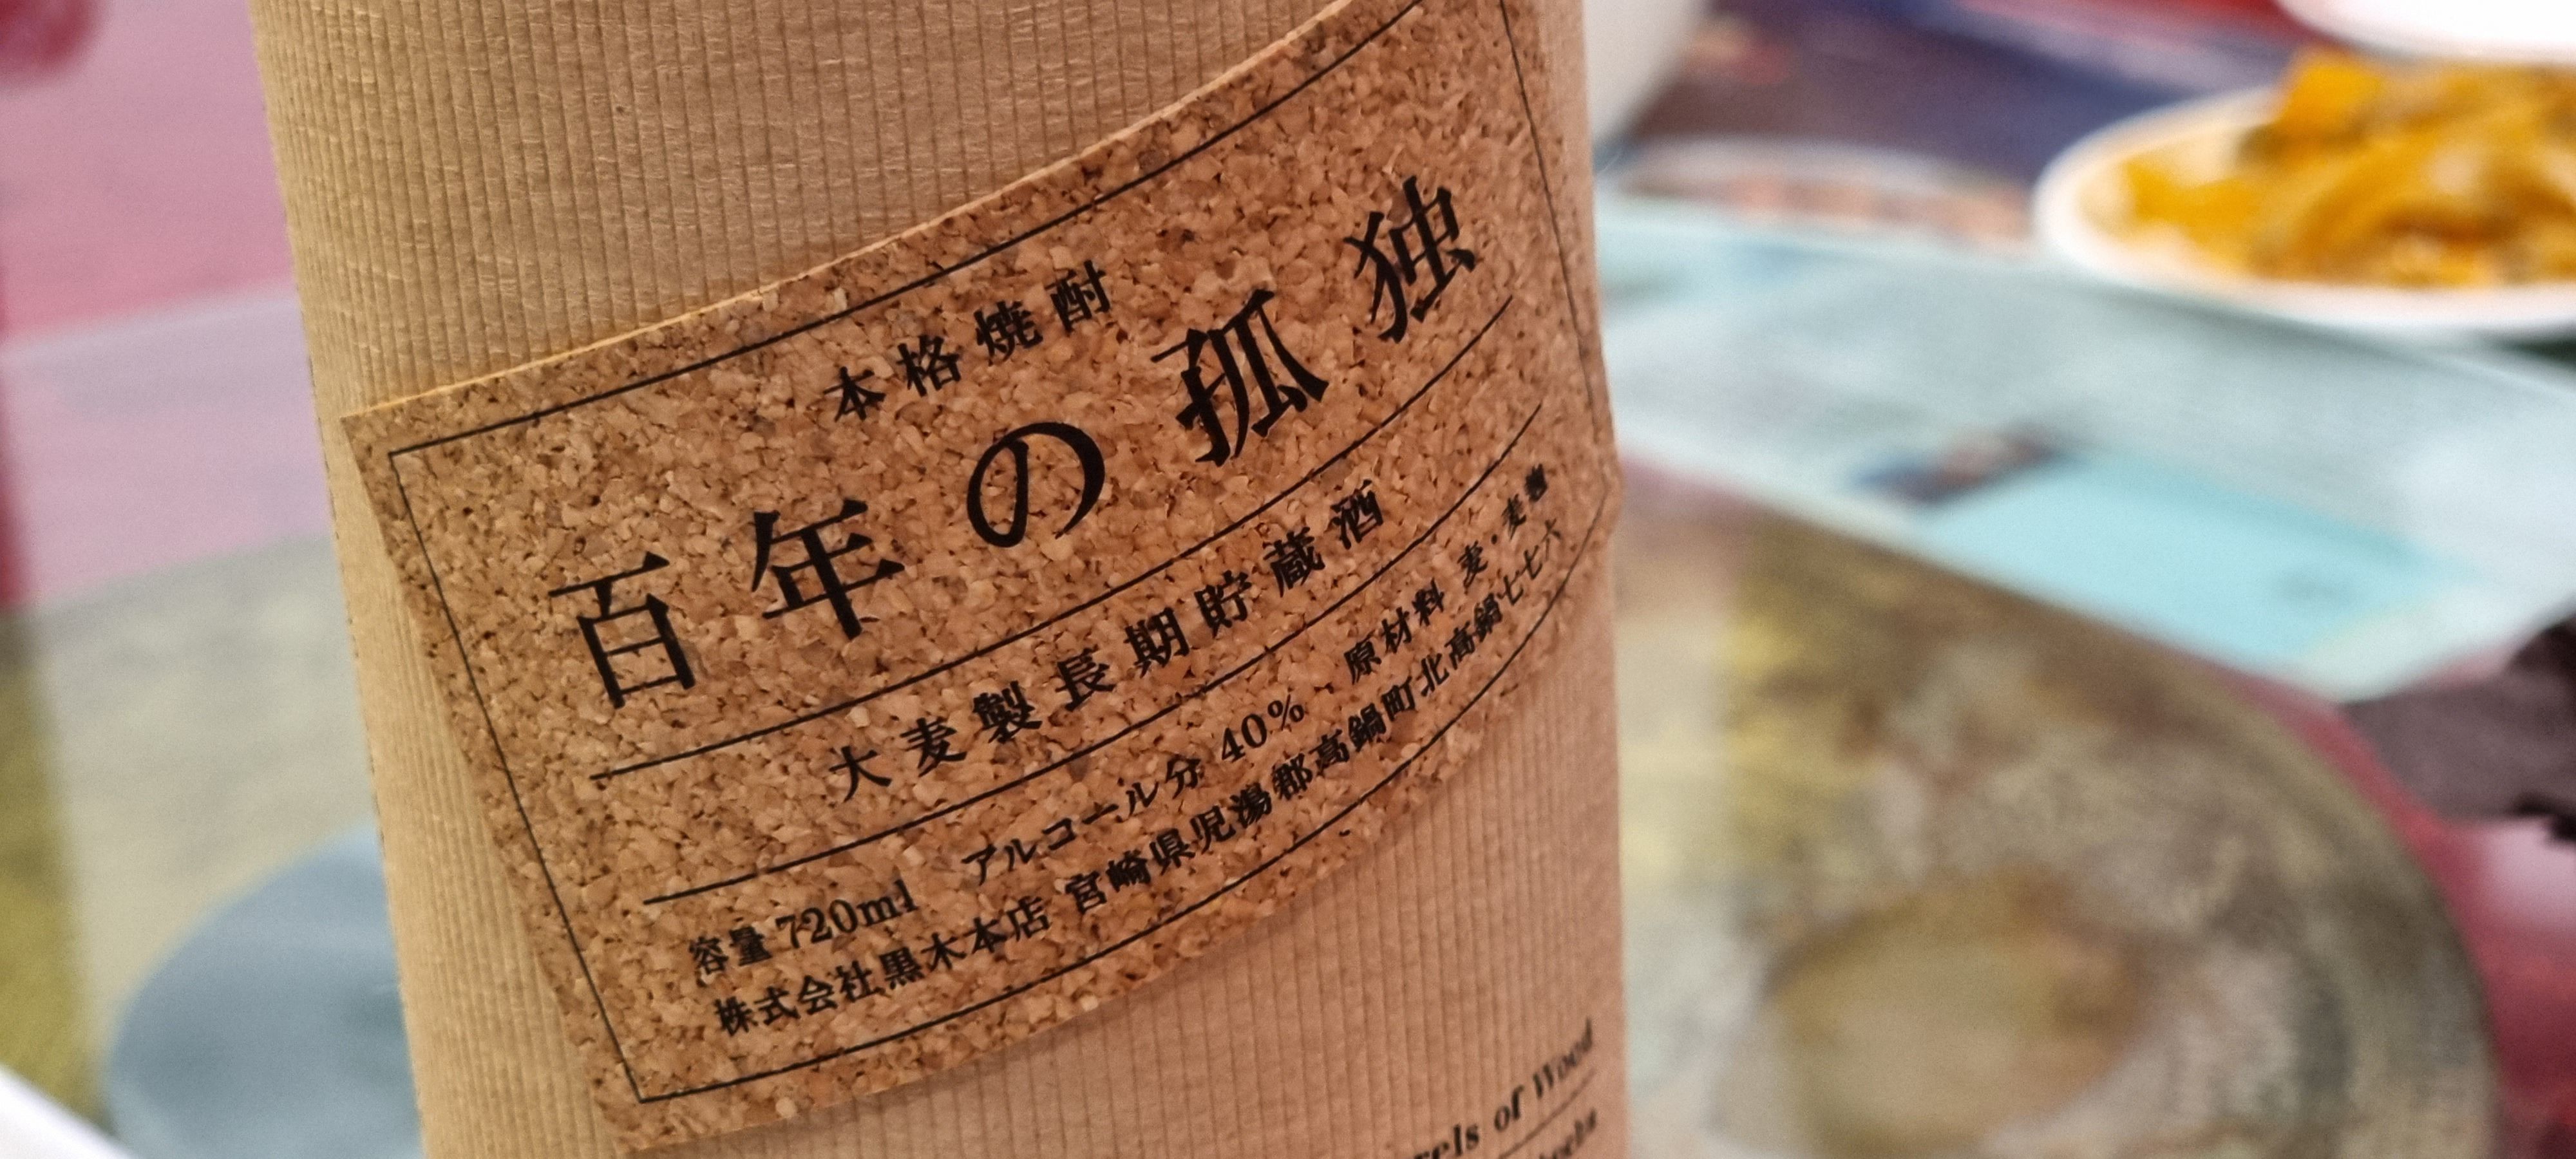 本格焼酎
百年の孤独
大麦製長期貯蔵酒
容量 720ml アルコール分 40% 原材料 麦・麦麹
株式会社黒木本店 宮崎県児湯郡高鍋町北高鍋七七六
of Wood